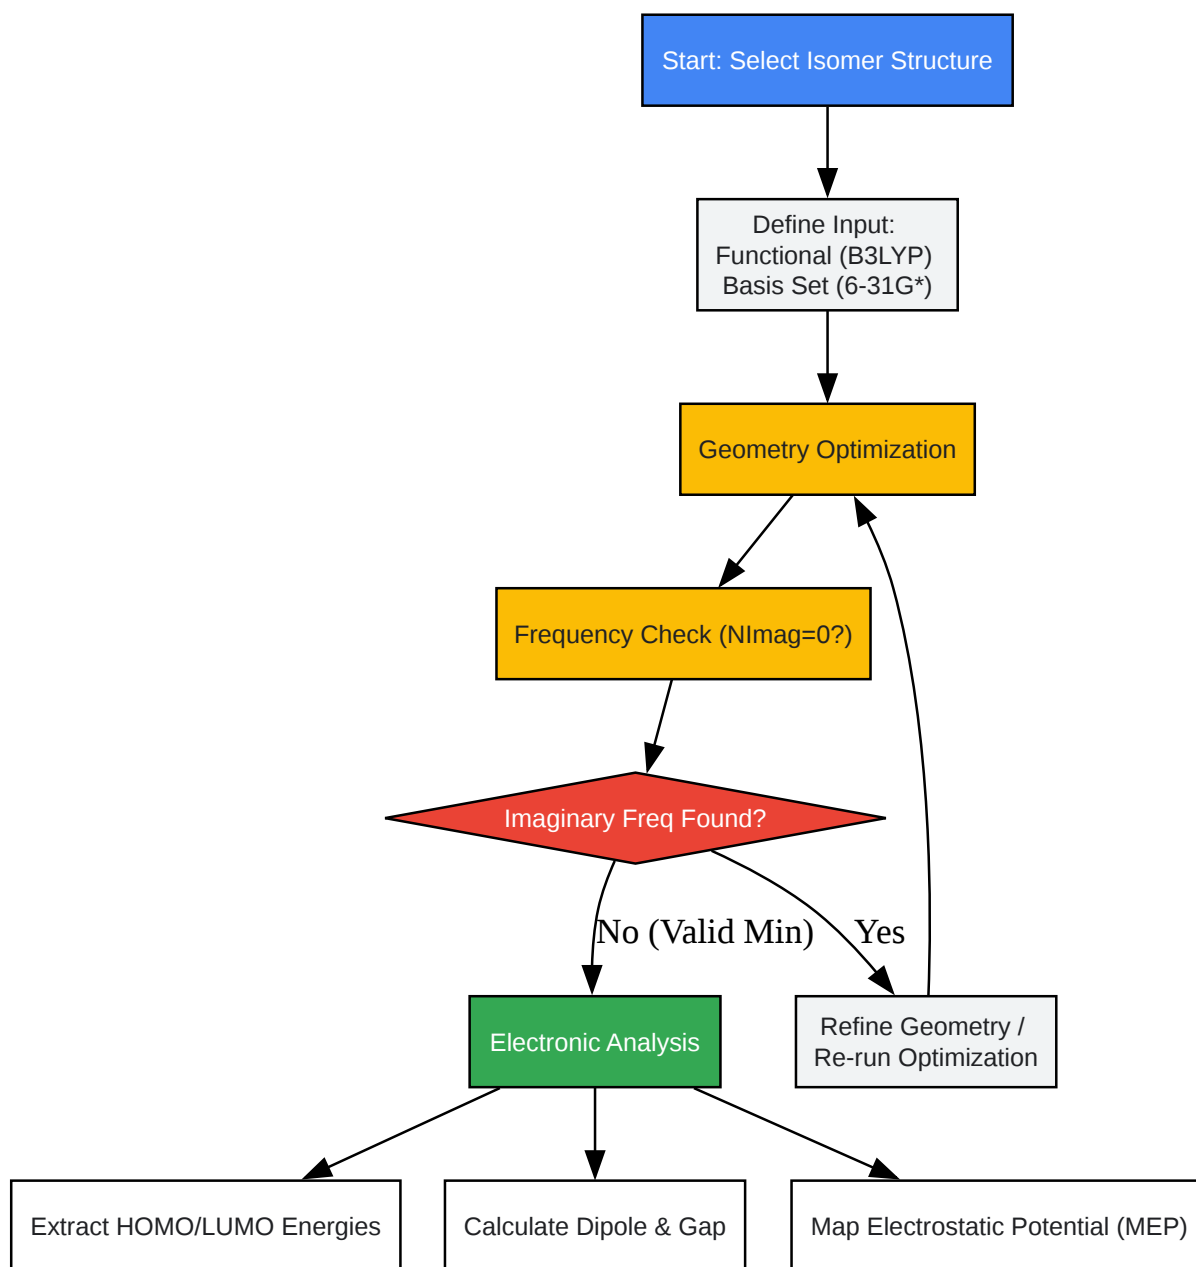 Start: Select Isomer Structure
Define Input:
Functional (B3LYP)
Basis Set (6-31G*)
Geometry Optimization
Frequency Check (NImag=0?)
Imaginary Freq Found?
No (Valid Min)
Yes
Electronic Analysis
Refine Geometry /
Re-run Optimization
Extract HOMO/LUMO Energies
Calculate Dipole & Gap
Map Electrostatic Potential (MEP)